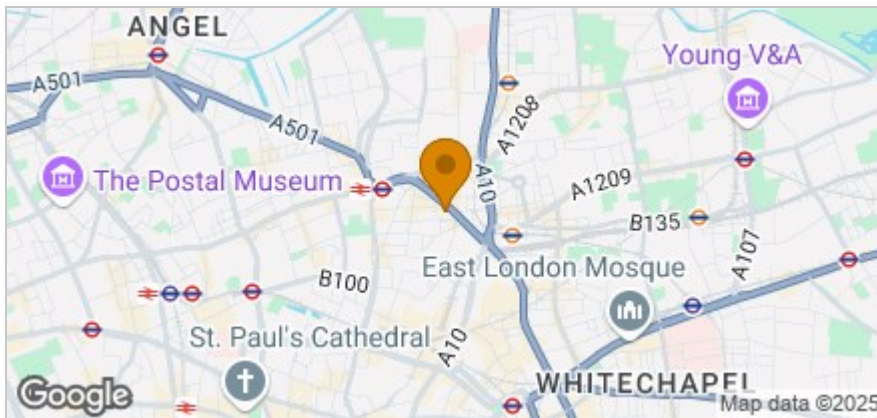 ANGEL
Young V&A
A501
A501
A1208
The Postal Museum
A10
A1209
B135
A107
East London Mosque
B100
St. Paul's Cathedral
A10
WHITECHAPEL
Google
Map data ©2025